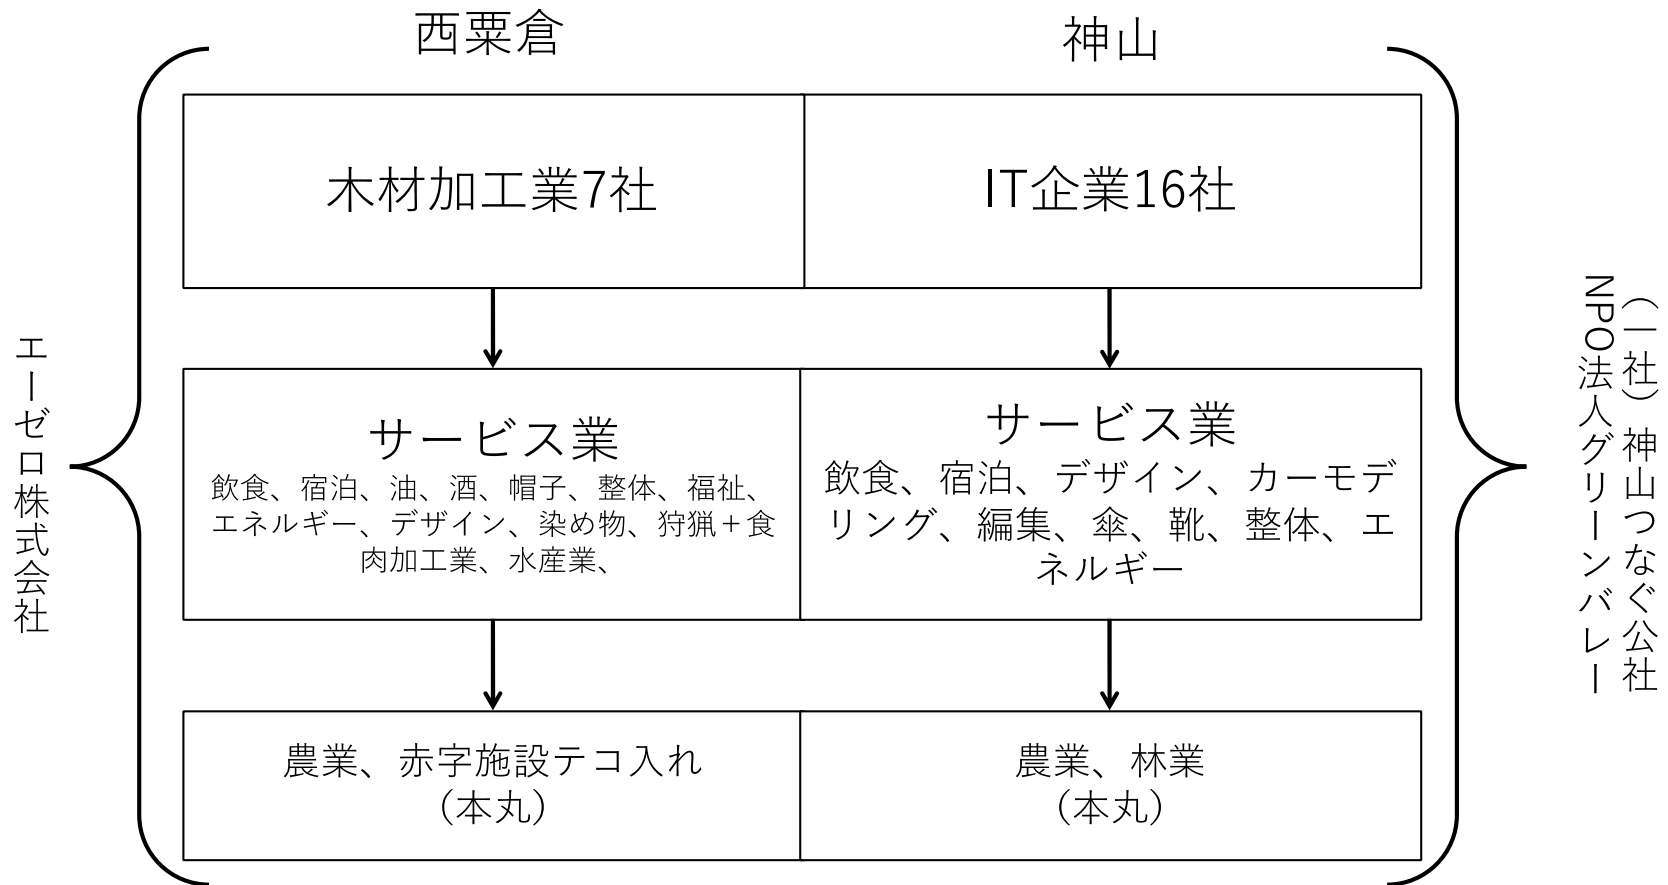 西粟倉
神山
木材加工業7社
IT企業16社
サービス業
飲食、宿泊、油、酒、帽子、整体、福祉、
エネルギー、デザイン、染め物、狩猟＋食
肉加工業、水産業、
サービス業
飲食、宿泊、デザイン、カーモデ
リング、編集、傘、靴、整体、エ
ネルギー
農業、赤字施設テコ入れ
（本丸）
農業、林業
（本丸）
エーゼロ株式会社
（一社）神山つなぐ公社
NPO法人グリーンバレー